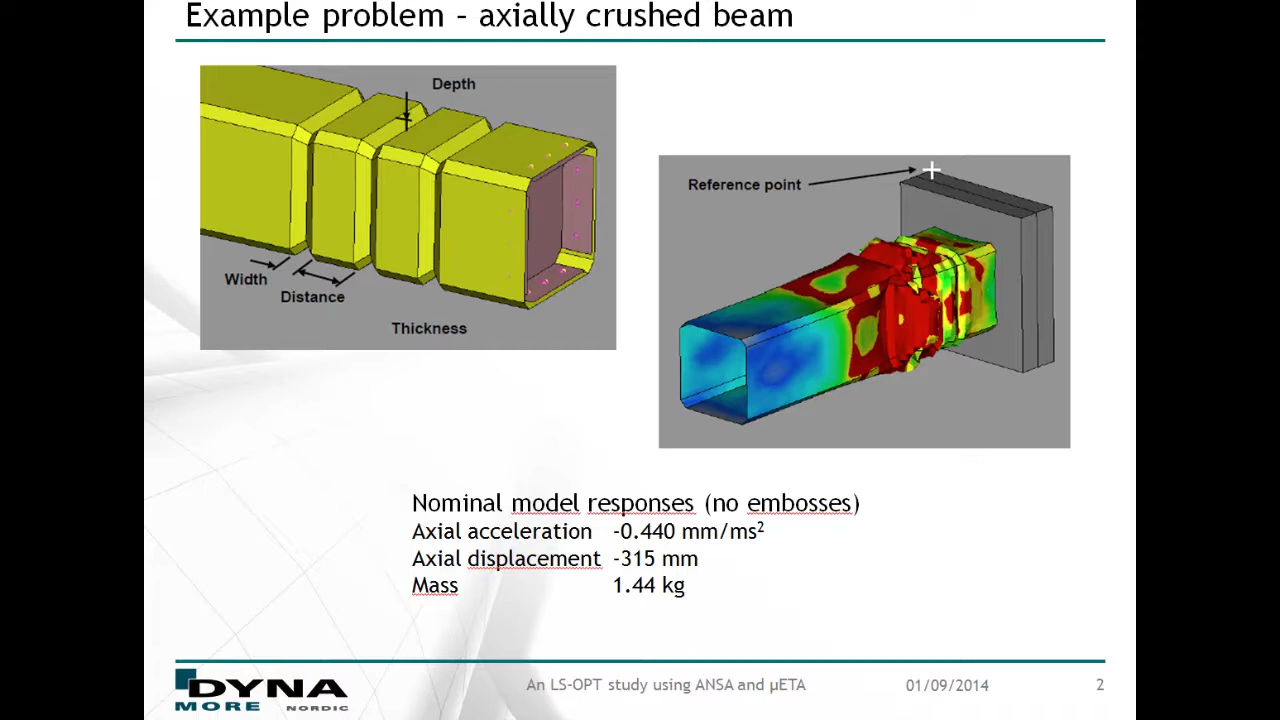 Example problem – axially crushed beam
Depth
Width
Distance
Thickness
Reference point
Nominal model responses (no embosses)
Axial acceleration -0.440 mm/ms²
Axial displacement -315 mm
Mass 1.44 kg
DYNA
MORE NORDIC
An LS-OPT study using ANSA and µETA
01/09/2014
2